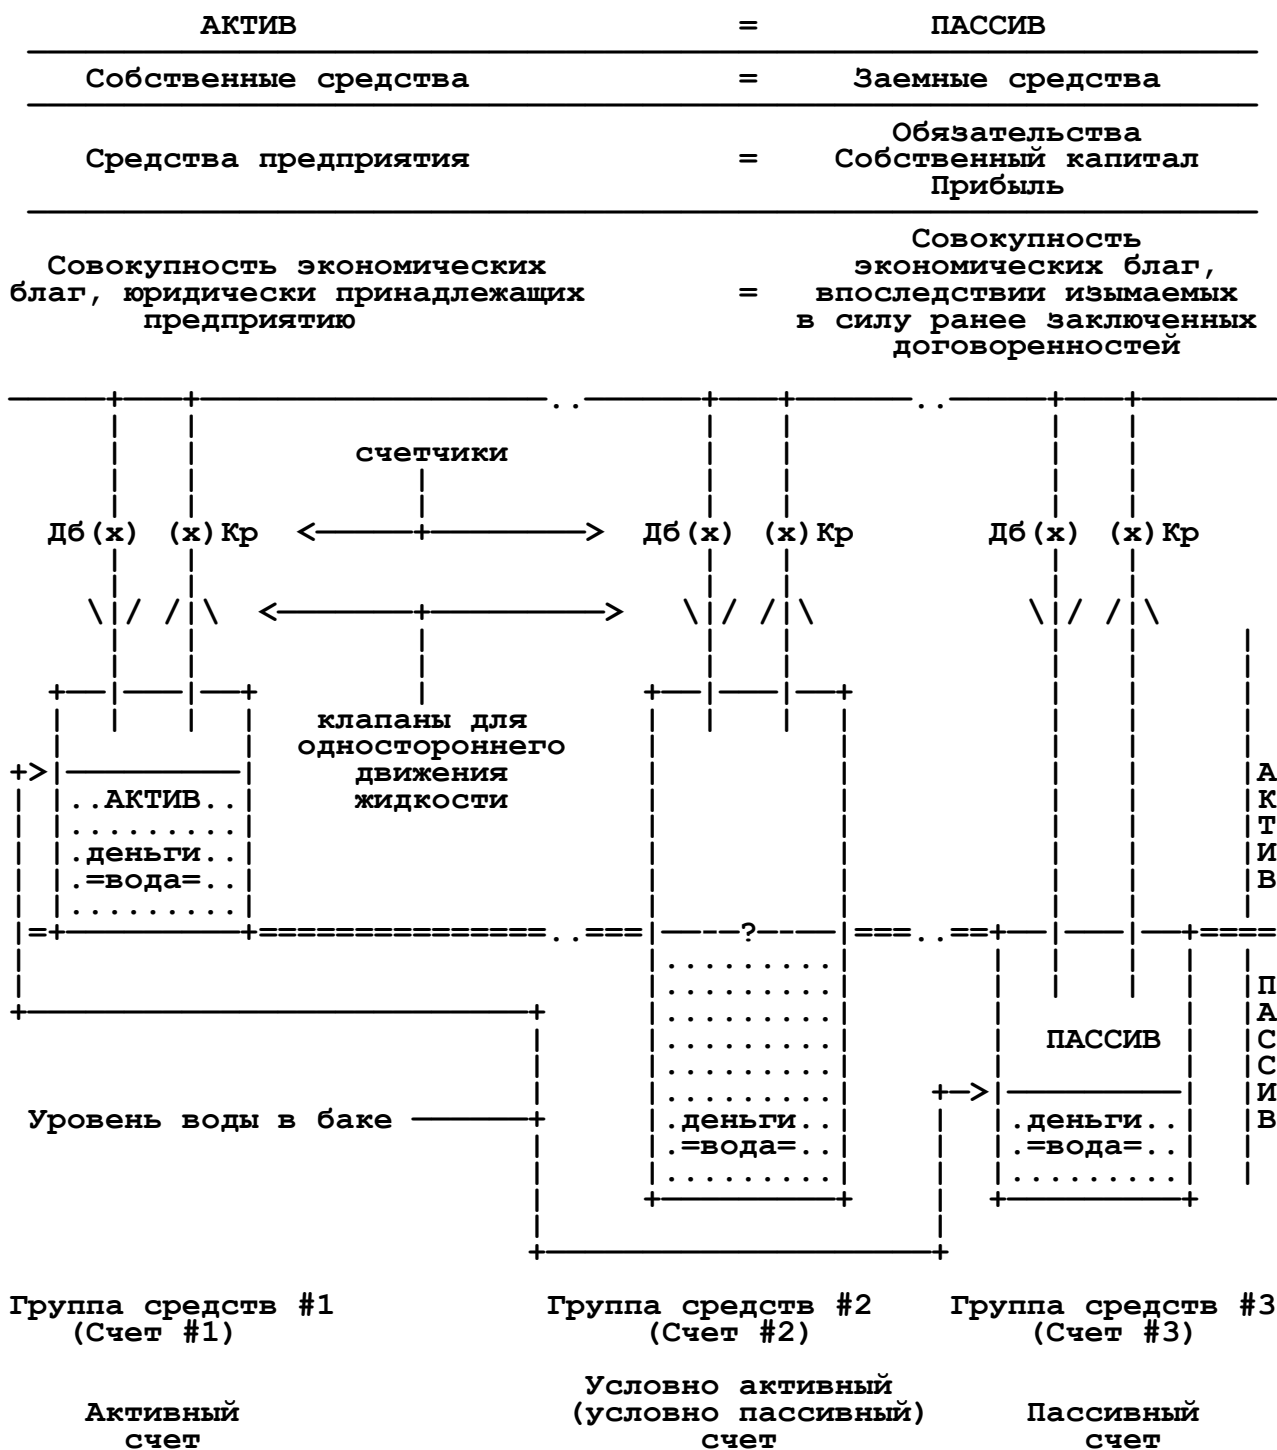 АКТИВ = ПАССИВ
Собственные средства = Заемные средства
Обязательства
Средства предприятия = Собственный капитал
Прибыль
Совокупность
Совокупность экономических экономических благ,
благ, юридически принадлежащих = впоследствии изымаемых
предприятию в силу ранее заключенных
договоренностей
счетчики
Дб(x) (x)Кр Дб(x) (x)Кр Дб(x) (x)Кр
клапаны для
одностороннего
движения
жидкости
..АКТИВ..
.деньги..
.=вода=..
?
АКТИВ
ПАССИВ
ПАССИВ
Уровень воды в баке .деньги.. .деньги..
.=вода=.. .=вода=..
Группа средств #1 Группа средств #2 Группа средств #3
(Счет #1) (Счет #2) (Счет #3)
Условно активный
Активный (условно пассивный) Пассивный
счет счет счет